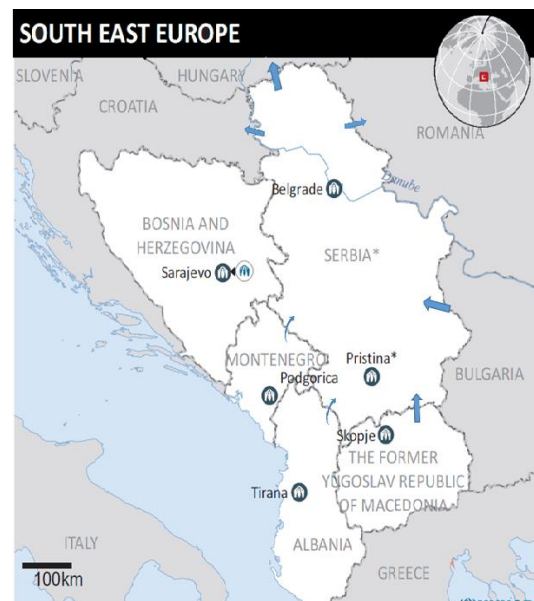 SOUTH EAST EUROPE
SLOVENIA
HUNGARY
CROATIA
ROMANIA
Danube
Belgrade
BOSNIA AND
HERZEGOVINA
SERBIA*
Sarajevo
MONTENEGRO
Pristina*
Podgorica
BULGARIA
Skopje
THE FORMER
YUGOSLAV REPUBLIC
OF MACEDONIA
Tirana
ITALY
ALBANIA
100km
GREECE